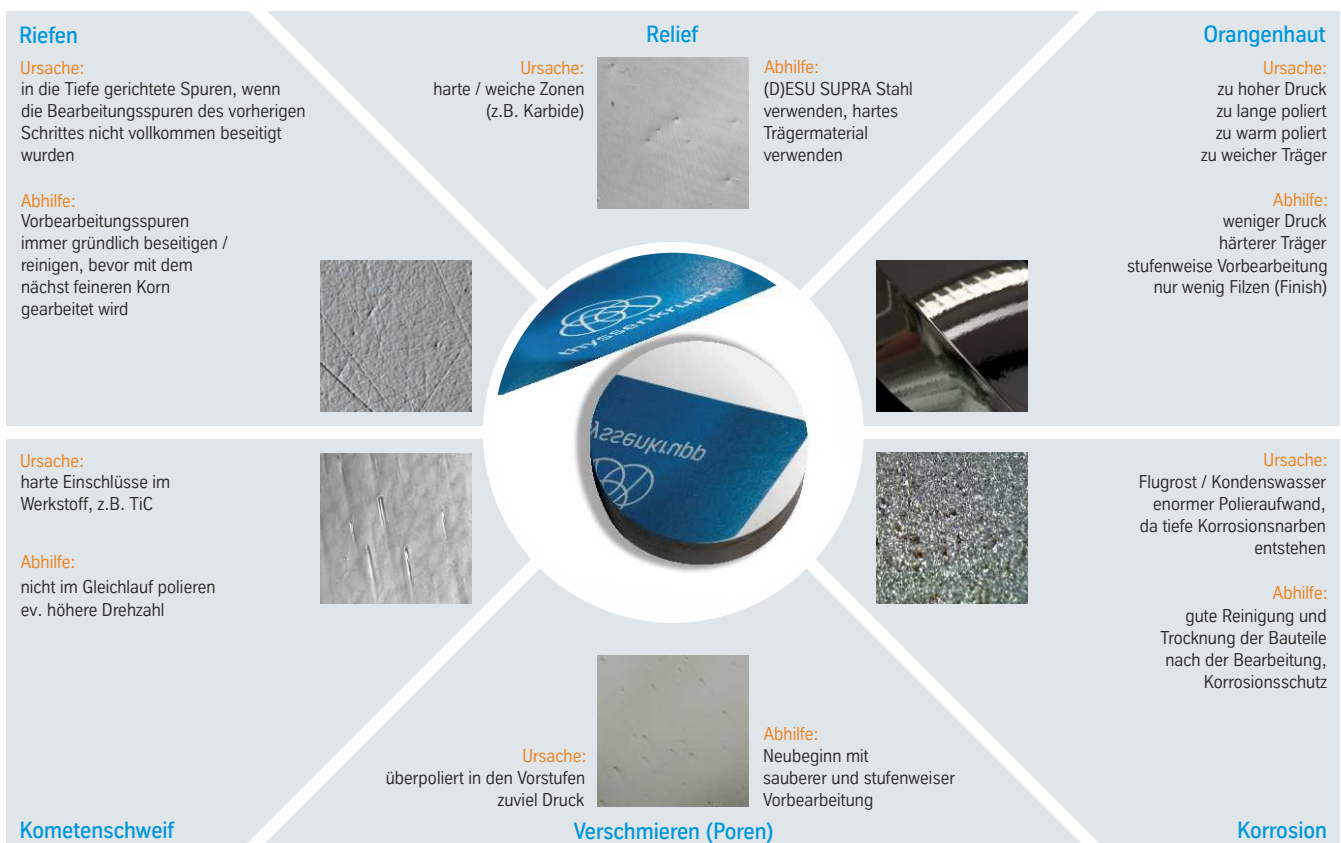 Riefen
Ursache:
in die Tiefe gerichtete Spuren, wenn
die Bearbeitungsspuren des vorherigen
Schrittes nicht vollkommen beseitigt
wurden
Abhilfe:
Vorbearbeitungsspuren
immer gründlich beseitigen /
reinigen, bevor mit dem
nächst feineren Korn
gearbeitet wird
Relief
Ursache:
harte / weiche Zonen
(z.B. Karbide)
Abhilfe:
(D)ESU SUPRA Stahl
verwenden, hartes
Trägermaterial
verwenden
Orangenhaut
Ursache:
zu hoher Druck
zu lange poliert
zu warm poliert
zu weicher Träger
Abhilfe:
weniger Druck
härterer Träger
stufenweise Vorbearbeitung
nur wenig Filzen (Finish)
thyssenkrupp
thyssenkrupp
Ursache:
harte Einschlüsse im
Werkstoff, z.B. TiC
Abhilfe:
nicht im Gleichlauf polieren
ev. höhere Drehzahl
Kometenschweif
Ursache:
überpoliert in den Vorstufen
zuviel Druck
Abhilfe:
Neubeginn mit
sauberer und stufenweiser
Vorbearbeitung
Verschmieren (Poren)
Ursache:
Flugrost / Kondenswasser
enormer Polieraufwand,
da tiefe Korrosionsnarben
entstehen
Abhilfe:
gute Reinigung und
Trocknung der Bauteile
nach der Bearbeitung,
Korrosionsschutz
Korrosion